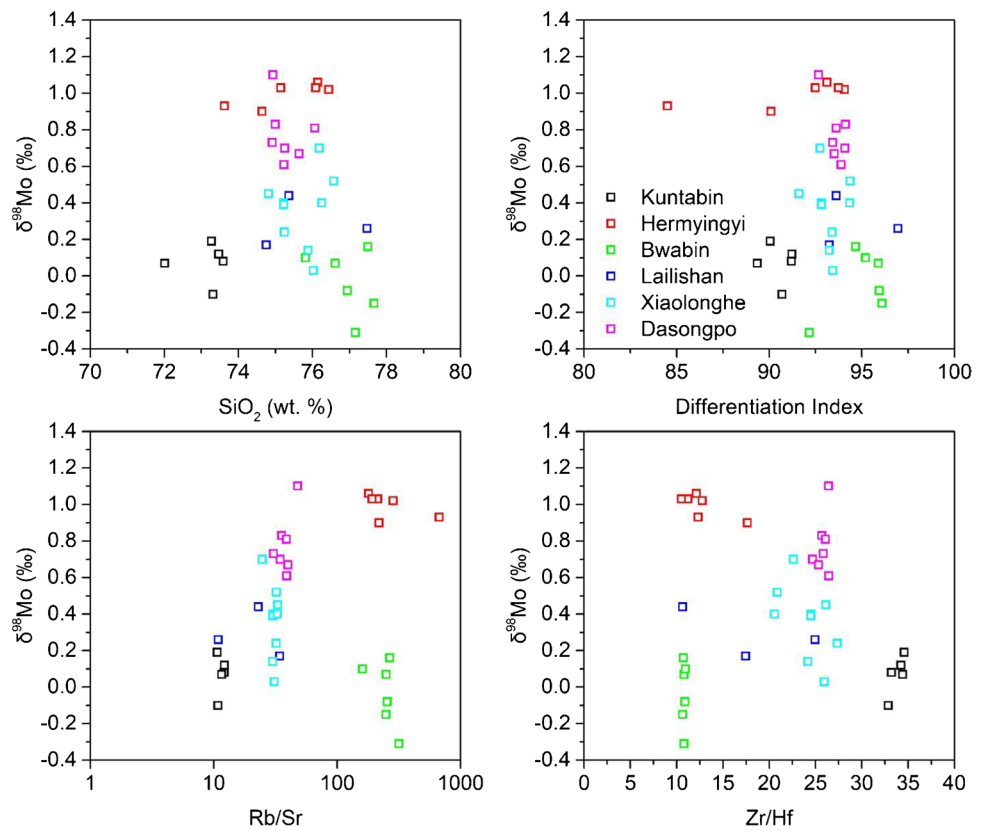 1.4
1.2
1.0
0.8
0.6
0.4
0.2
0.0
-0.2
-0.4
δ⁹⁸Mo (‰)
70 72 74 76 78 80
SiO₂ (wt. %)
1.4
1.2
1.0
0.8
0.6
0.4
0.2
0.0
-0.2
-0.4
δ⁹⁸Mo (‰)
Kuntabin
Hermyingyi
Bwabin
Lailishan
Xiaolonghe
Dasongpo
80 85 90 95 100
Differentiation Index
1.4
1.2
1.0
0.8
0.6
0.4
0.2
0.0
-0.2
-0.4
δ⁹⁸Mo (‰)
1 10 100 1000
Rb/Sr
1.4
1.2
1.0
0.8
0.6
0.4
0.2
0.0
-0.2
-0.4
δ⁹⁸Mo (‰)
0 5 10 15 20 25 30 35 40
Zr/Hf